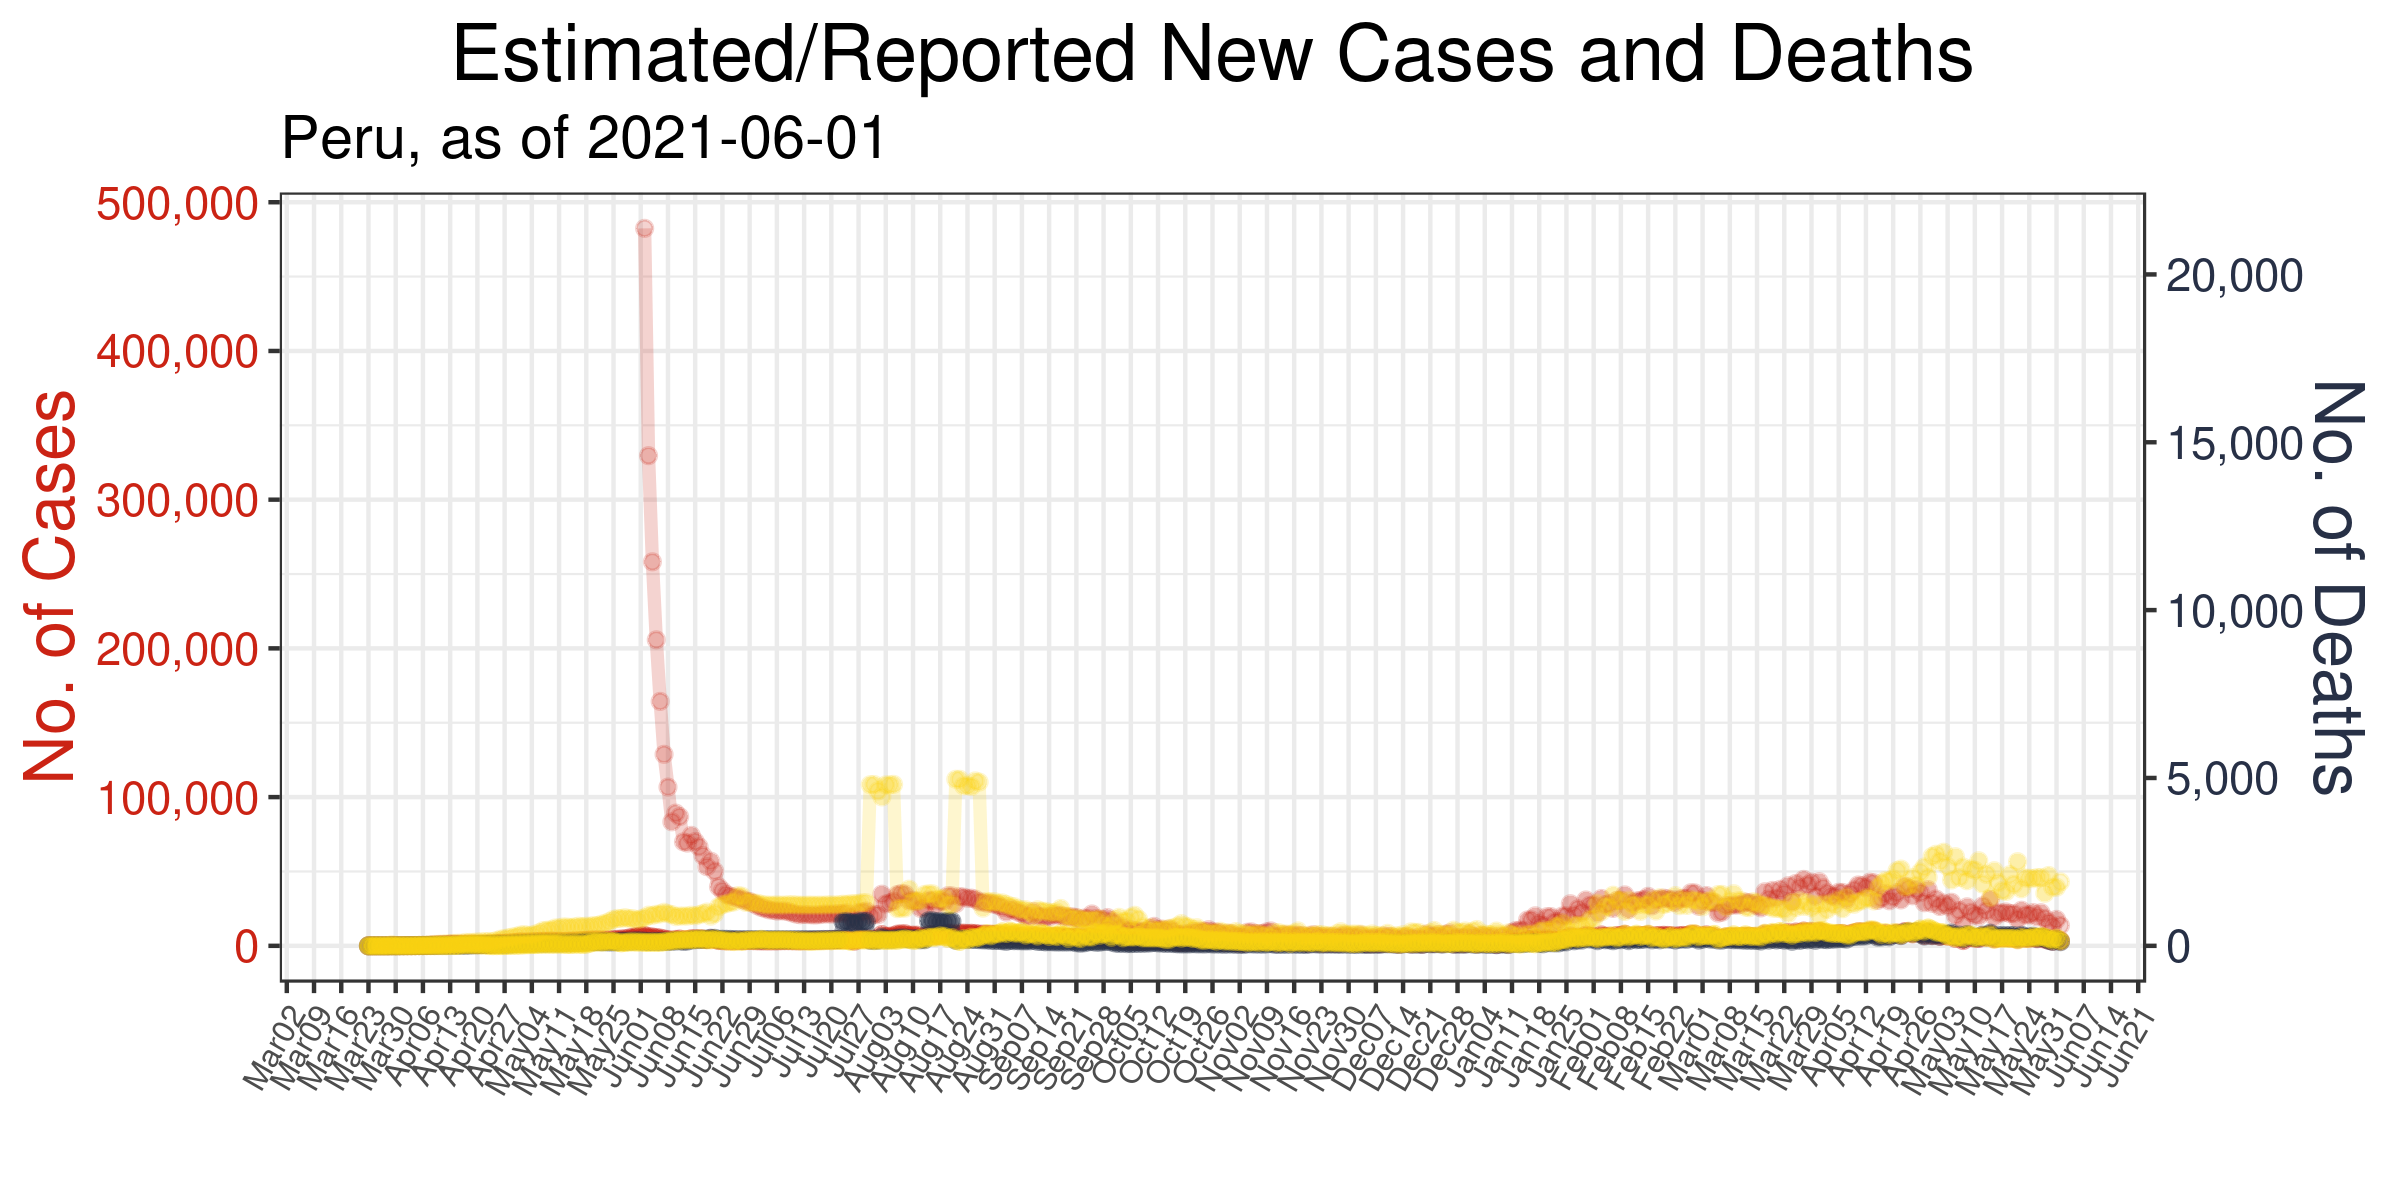 Estimated/Reported New Cases and Deaths
Peru, as of 2021-06-01
No. of Cases
500,000
400,000
300,000
200,000
100,000
0
20,000
15,000
10,000
5,000
0
No. of Deaths
Mar02
Mar09
Mar16
Mar23
Mar30
Apr06
Apr13
Apr20
Apr27
May04
May11
May18
May25
Jun01
Jun08
Jun15
Jun22
Jun29
Jul06
Jul13
Jul20
Jul27
Aug03
Aug10
Aug17
Aug24
Aug31
Sep07
Sep14
Sep21
Sep28
Oct05
Oct12
Oct19
Oct26
Nov02
Nov09
Nov16
Nov23
Nov30
Dec07
Dec14
Dec21
Dec28
Jan04
Jan11
Jan18
Jan25
Feb01
Feb08
Feb15
Feb22
Mar01
Mar08
Mar15
Mar22
Mar29
Apr05
Apr12
Apr19
Apr26
May03
May10
May17
May24
May31
Jun07
Jun14
Jun21